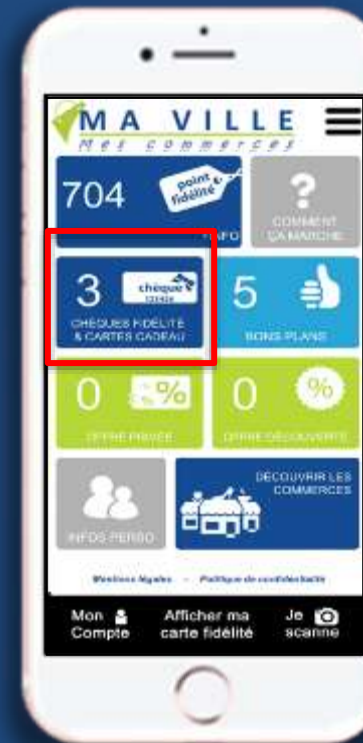 MA VILLE
Mes commerces
704
point
fidélité
+ INFO
?
COMMENT
ÇA MARCHE
3
chèque
CHÈQUES FIDÉLITÉ
& CARTES CADEAU
5
BONS PLANS
0
%
OFFRE PRIVÉE
0
%
OFFRE DÉCOUVERTE
INFOS PERSO
DÉCOUVRIR LES
COMMERCES
Mentions légales - Politique de confidentialité
Mon
Compte
Afficher ma
carte fidélité
Je
scanne